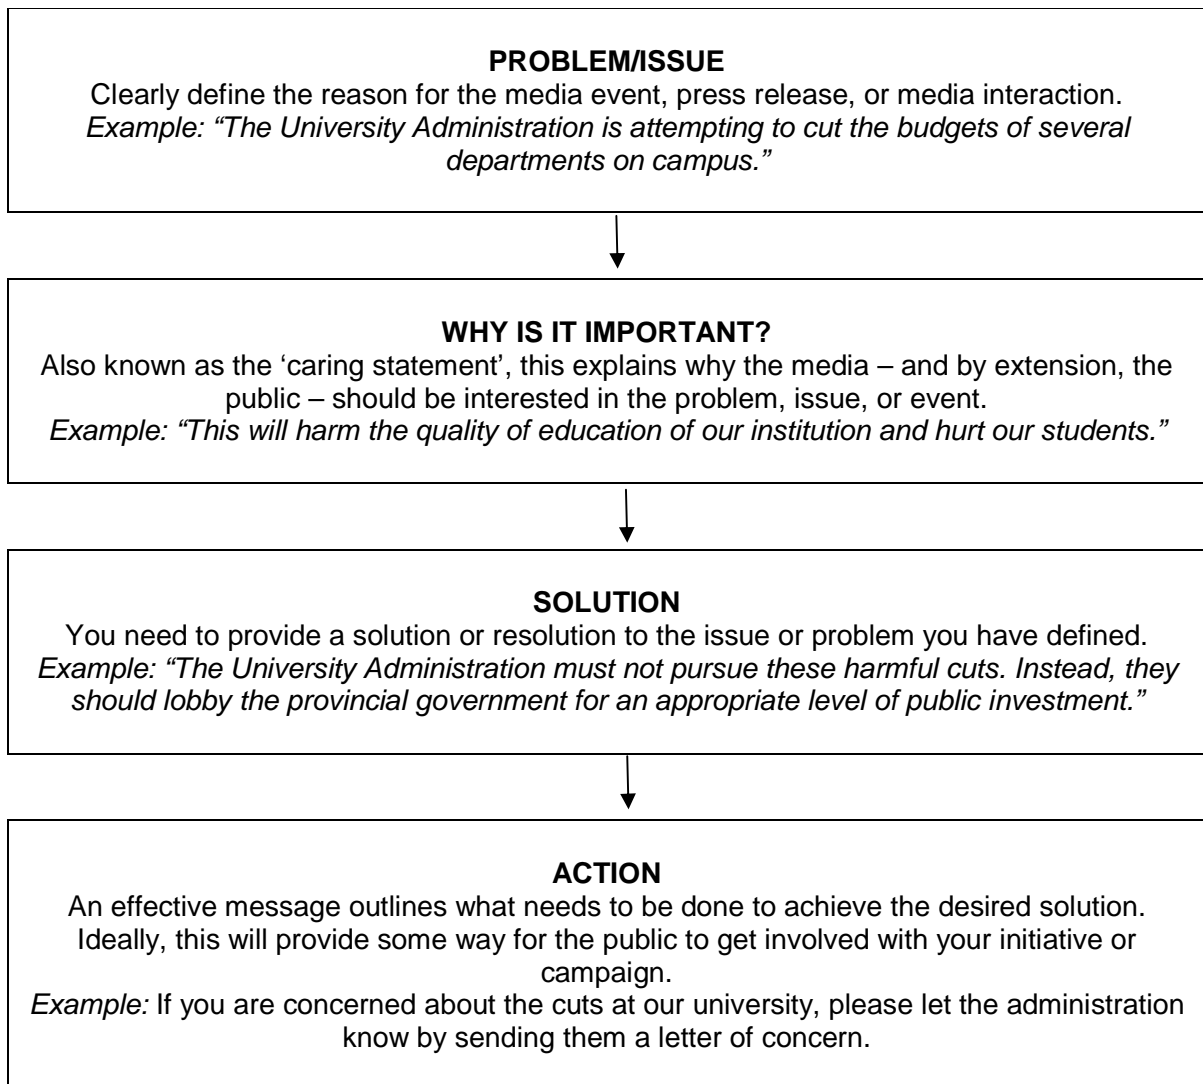 PROBLEM/ISSUE
Clearly define the reason for the media event, press release, or media interaction.
Example: “The University Administration is attempting to cut the budgets of several
departments on campus.”
WHY IS IT IMPORTANT?
Also known as the ‘caring statement’, this explains why the media – and by extension, the
public – should be interested in the problem, issue, or event.
Example: “This will harm the quality of education of our institution and hurt our students.”
SOLUTION
You need to provide a solution or resolution to the issue or problem you have defined.
Example: “The University Administration must not pursue these harmful cuts. Instead, they
should lobby the provincial government for an appropriate level of public investment.”
ACTION
An effective message outlines what needs to be done to achieve the desired solution.
Ideally, this will provide some way for the public to get involved with your initiative or
campaign.
Example: If you are concerned about the cuts at our university, please let the administration
know by sending them a letter of concern.